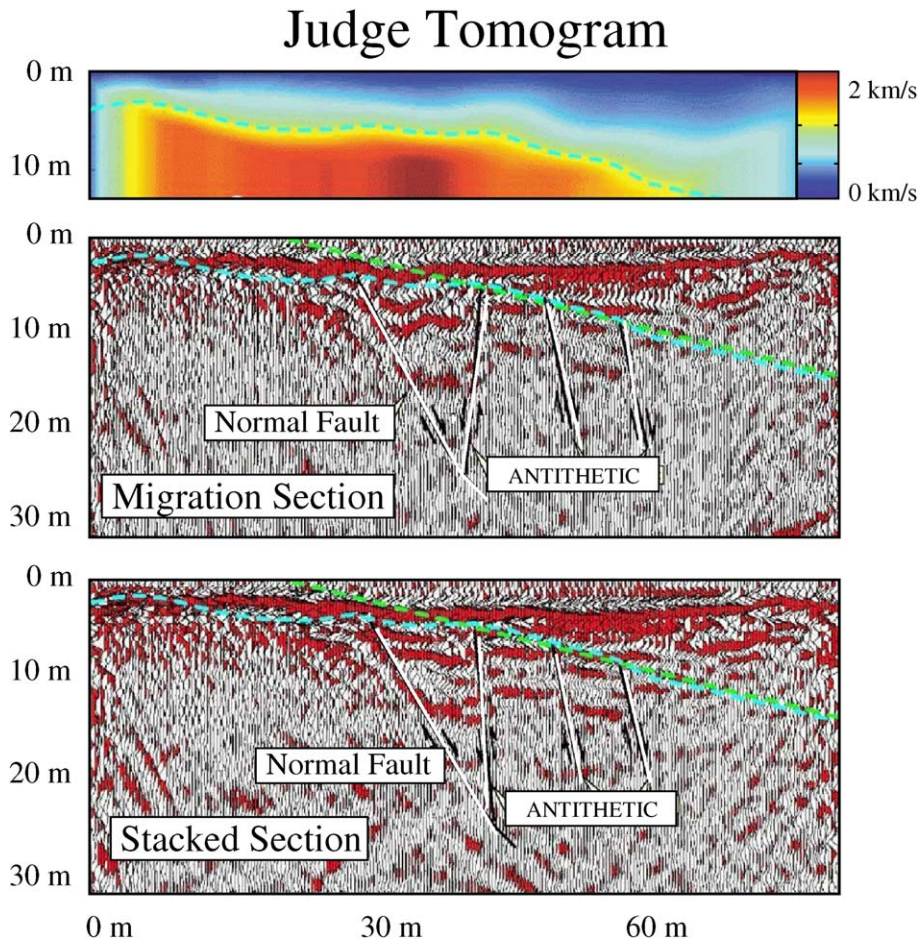 Judge Tomogram
0 m
2 km/s
10 m
0 km/s
0 m
10 m
20 m
Normal Fault
ANTITHETIC
Migration Section
30 m
0 m
10 m
20 m
Normal Fault
ANTITHETIC
Stacked Section
30 m
0 m 30 m 60 m